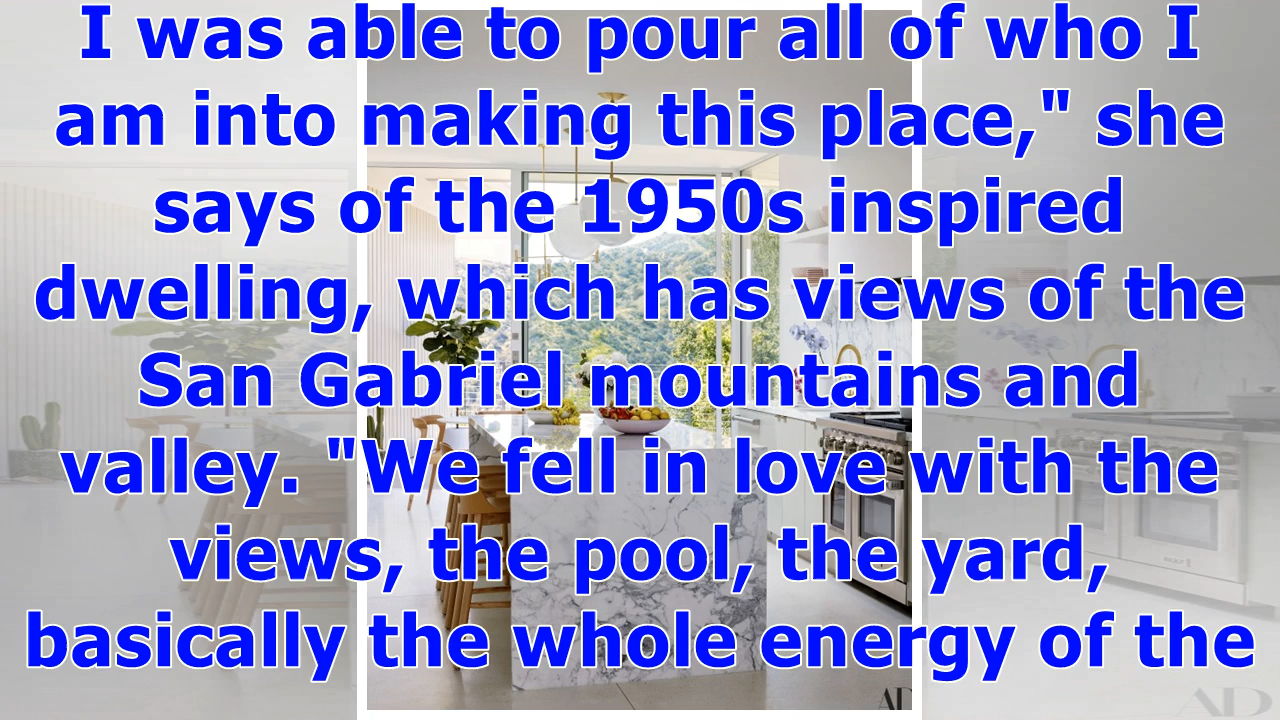 I was able to pour all of who I
am into making this place," she
says of the 1950s inspired
dwelling, which has views of the
San Gabriel mountains and
valley. "We fell in love with the
views, the pool, the yard,
basically the whole energy of the
AD
AD